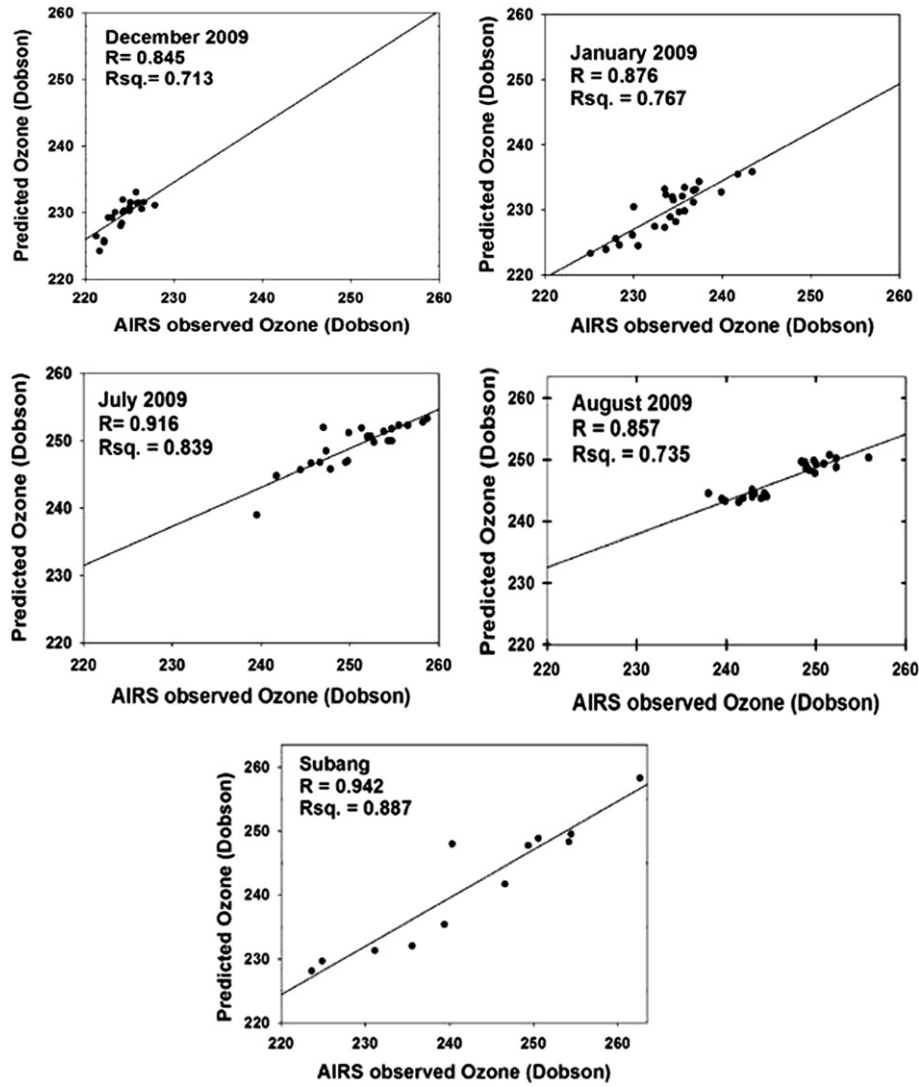 December 2009
R= 0.845
Rsq.= 0.713
Predicted Ozone (Dobson)
260
250
240
230
220
220 230 240 250 260
AIRS observed Ozone (Dobson)
January 2009
R = 0.876
Rsq. = 0.767
Predicted Ozone (Dobson)
260
250
240
230
220
220 230 240 250 260
AIRS observed Ozone (Dobson)
July 2009
R= 0.916
Rsq. = 0.839
Predicted Ozone (Dobson)
260
250
240
230
220
220 230 240 250 260
AIRS observed Ozone (Dobson)
August 2009
R = 0.857
Rsq. = 0.735
Predicted Ozone (Dobson)
260
250
240
230
220
220 230 240 250 260
AIRS observed Ozone (Dobson)
Subang
R = 0.942
Rsq. = 0.887
Predicted Ozone (Dobson)
260
250
240
230
220
220 230 240 250 260
AIRS observed Ozone (Dobson)